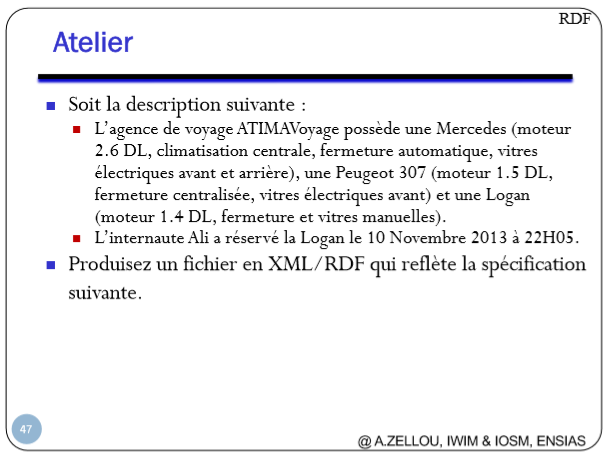 RDF
Atelier
Soit la description suivante :
L'agence de voyage ATIMAVoyage possède une Mercedes (moteur
2.6 DL, climatisation centrale, fermeture automatique, vitres
électriques avant et arrière), une Peugeot 307 (moteur 1.5 DL,
fermeture centralisée, vitres électriques avant) et une Logan
(moteur 1.4 DL, fermeture et vitres manuelles).
L'internaute Ali a réservé la Logan le 10 Novembre 2013 à 22H05.
Produisez un fichier en XML/RDF qui reflète la spécification
suivante.
47
@ A.ZELLOU, IWIM & IOSM, ENSIAS